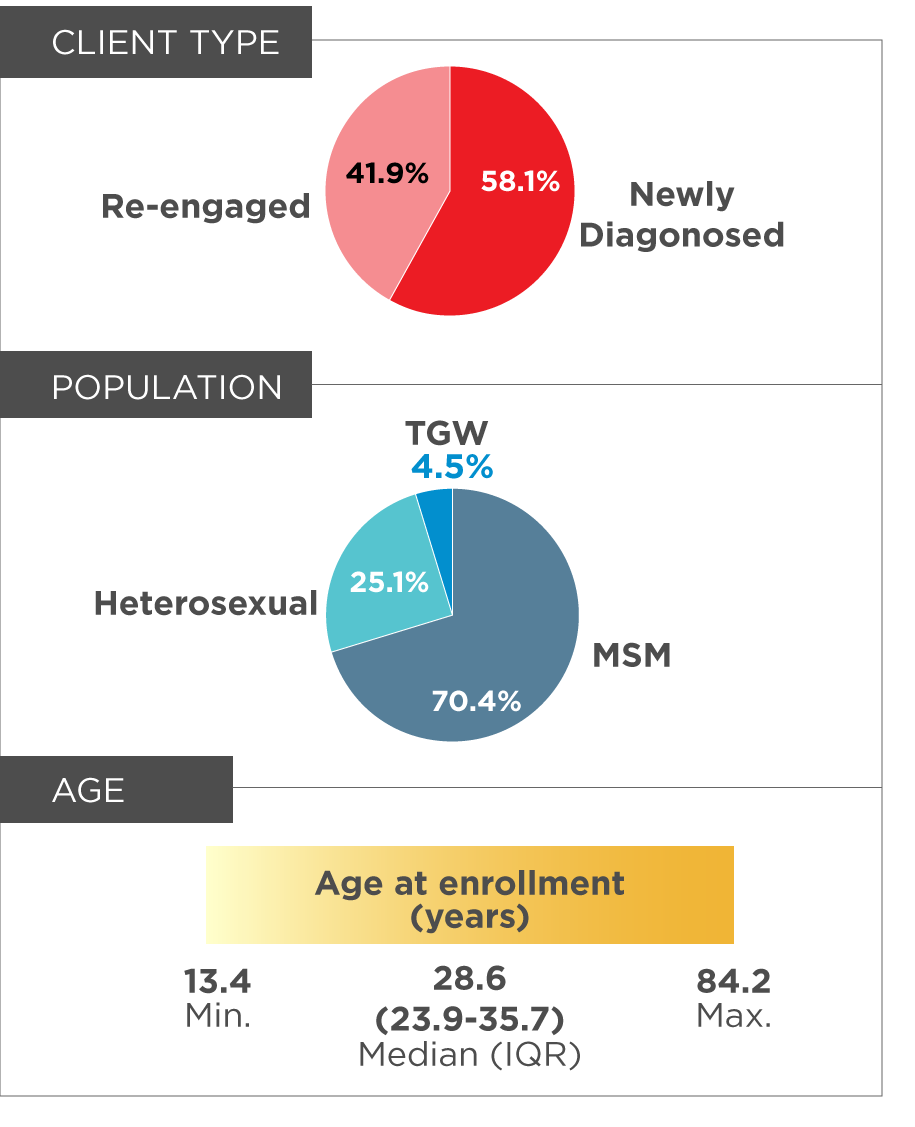 CLIENT TYPE
41.9%
58.1%
Re-engaged
Newly
Diagonosed
POPULATION
TGW
4.5%
25.1%
Heterosexual
MSM
70.4%
AGE
Age at enrollment
(years)
13.4
Min.
28.6
(23.9-35.7)
Median (IQR)
84.2
Max.